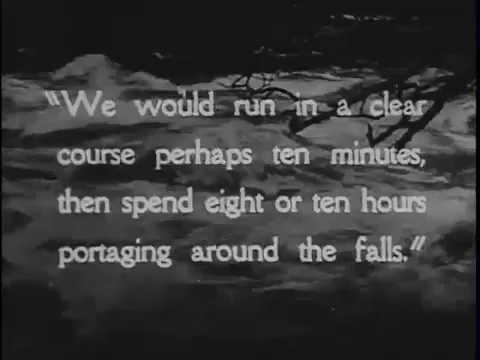 "We would run in a clear
course perhaps ten minutes,
then spend eight or ten hours
portaging around the falls."